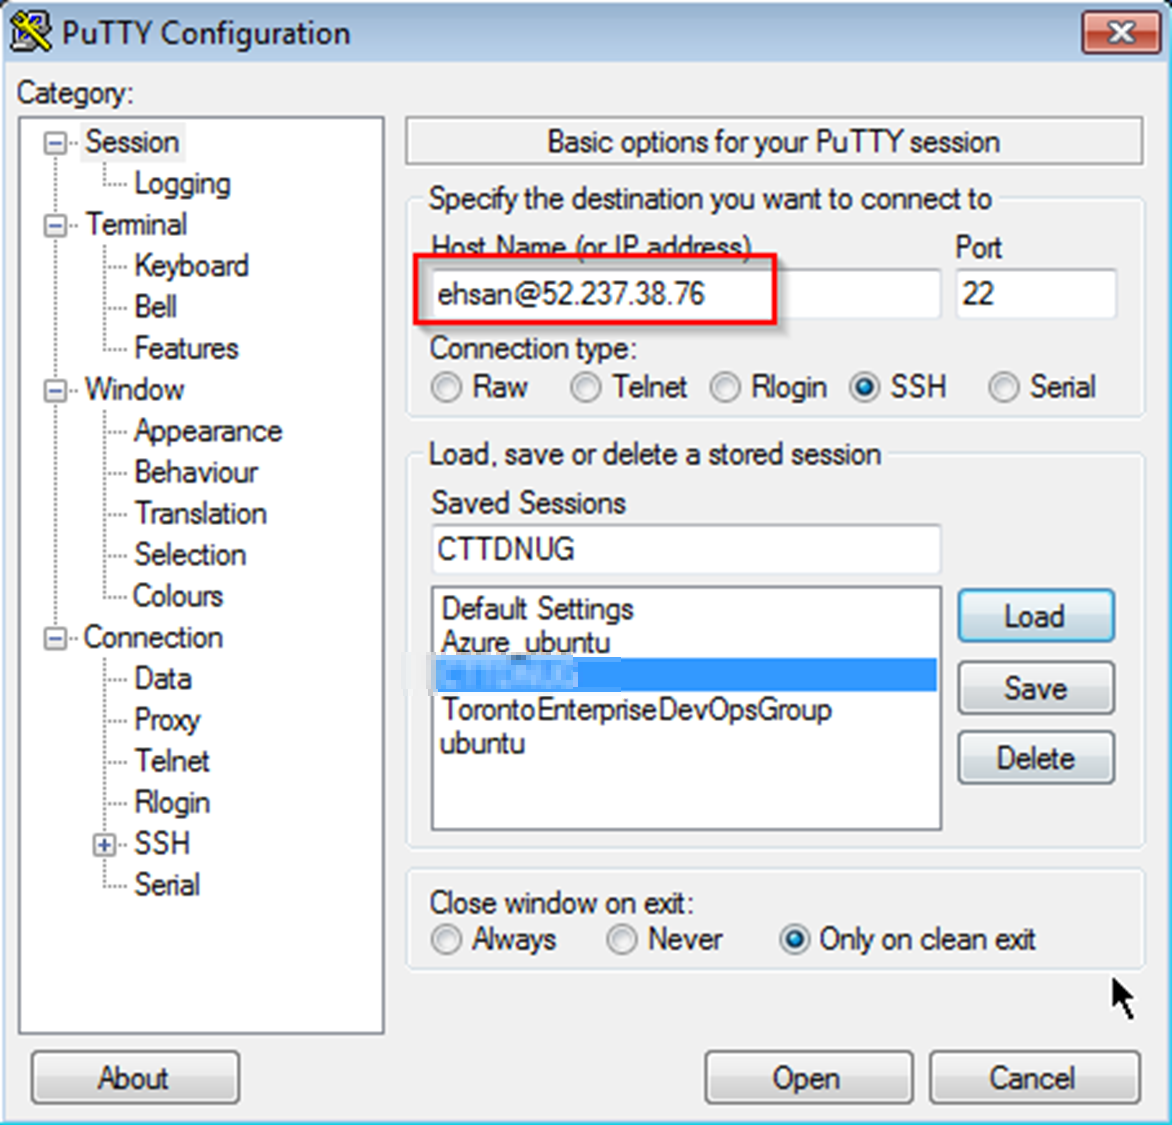 PuTTY Configuration
Category:
Session
Logging
Terminal
Keyboard
Bell
Features
Window
Appearance
Behaviour
Translation
Selection
Colours
Connection
Data
Proxy
Telnet
Rlogin
SSH
Serial
Basic options for your PuTTY session
Specify the destination you want to connect to
Host Name (or IP address) Port
ehsan@52.237.38.76 22
Connection type:
Raw Telnet Rlogin SSH Serial
Load, save or delete a stored session
Saved Sessions
CTTDNUG
Default Settings
Azure_ubuntu
CTTDNUG
TorontoEnterpriseDevOpsGroup
ubuntu
Load
Save
Delete
Close window on exit:
Always Never Only on clean exit
About Open Cancel